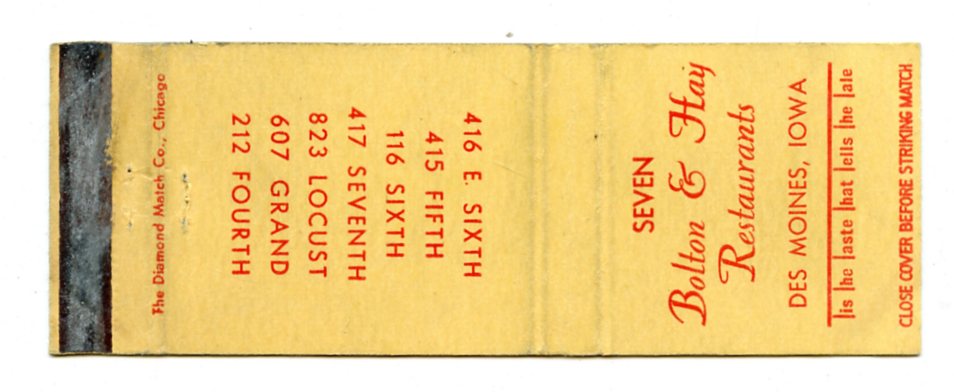 SEVEN
Bolton & Hay
Restaurants
DES MOINES, IOWA
Tis the taste that tells the tale
CLOSE COVER BEFORE STRIKING MATCH
416 E. SIXTH
415 FIFTH
116 SIXTH
417 SEVENTH
823 LOCUST
607 GRAND
212 FOURTH
The Diamond Match Co., Chicago